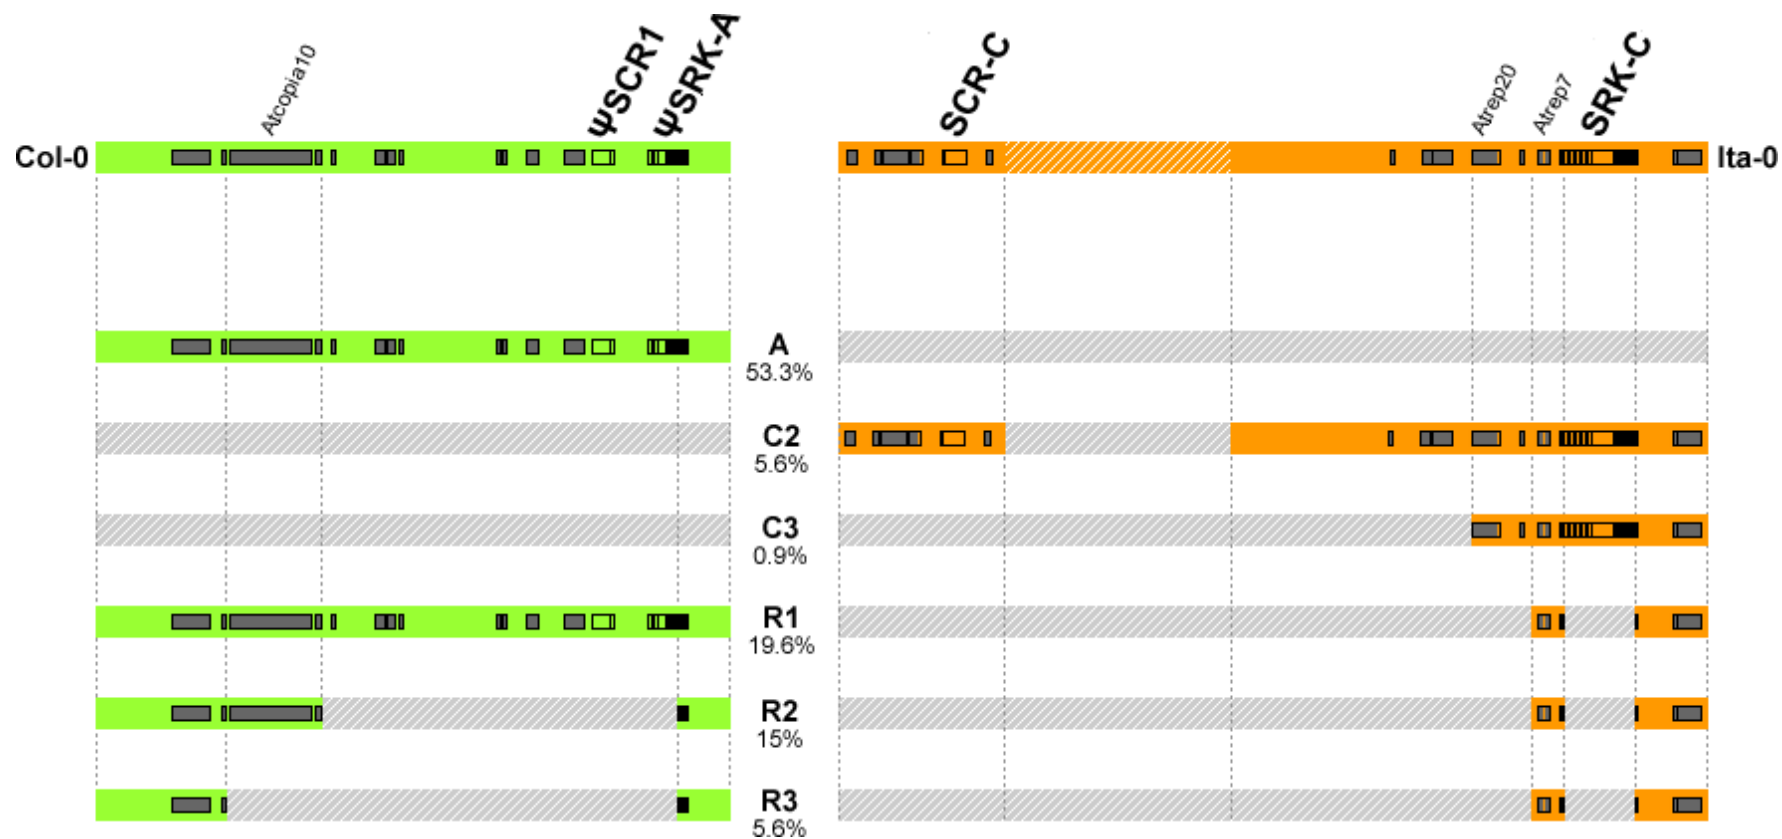 Atcopia10
ΨSCR1
ΨSRK-A
SCR-C
Atrep20
Atrep7
SRK-C
Col-0
Ita-0
A
53.3%
C2
5.6%
C3
0.9%
R1
19.6%
R2
15%
R3
5.6%